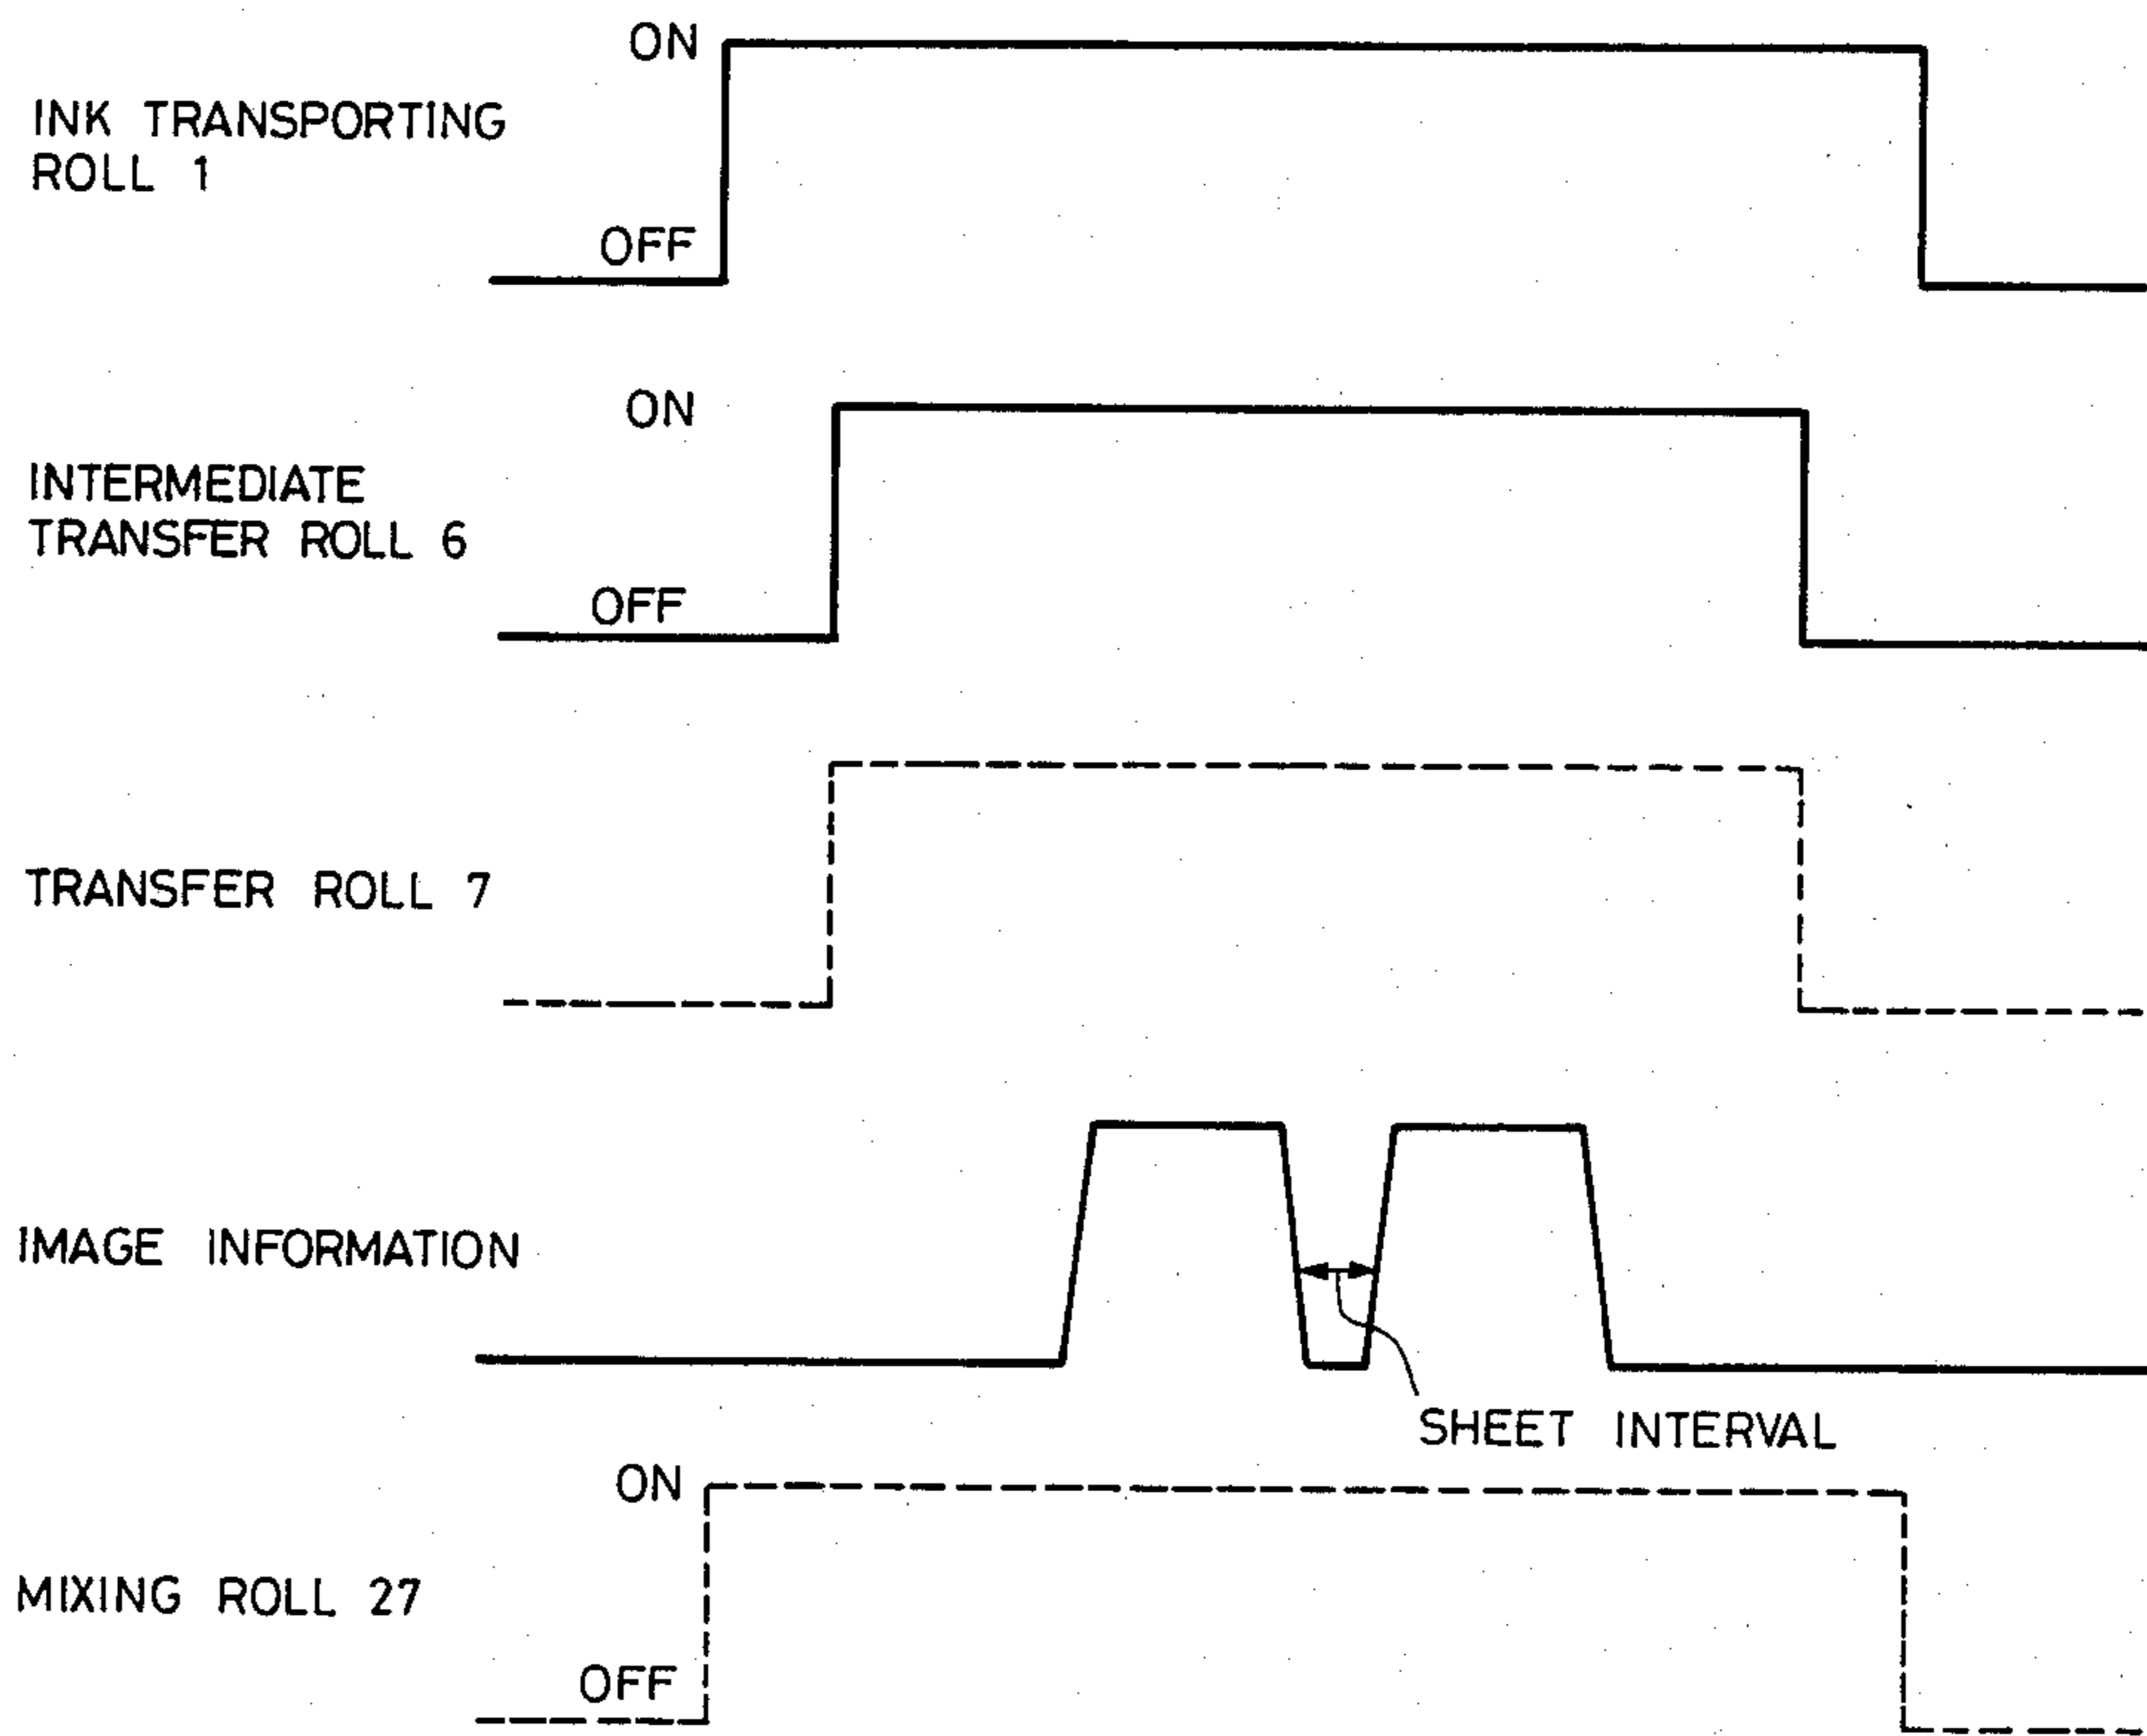 ON
INK TRANSPORTING
ROLL 1
OFF
ON
INTERMEDIATE
TRANSFER ROLL 6
OFF
TRANSFER ROLL 7
IMAGE INFORMATION
SHEET INTERVAL
ON
MIXING ROLL 27
OFF